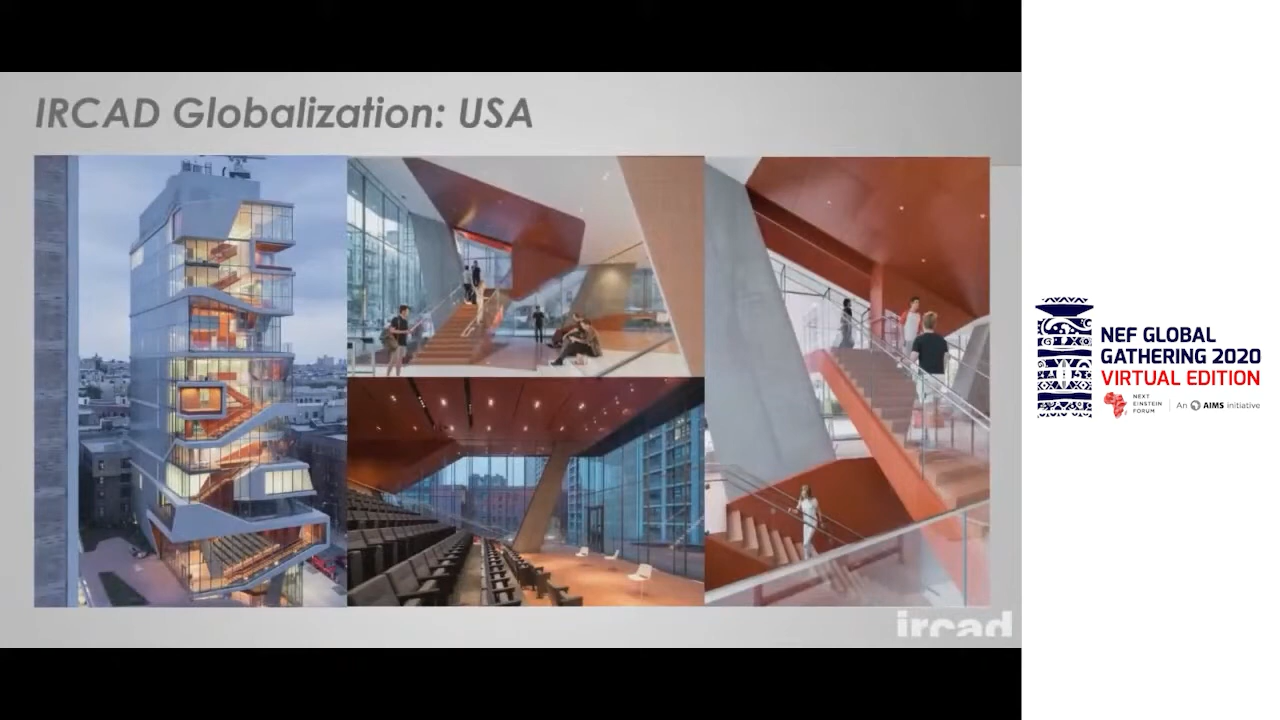 IRCAD Globalization: USA
ircad
NEF GLOBAL
GATHERING 2020
VIRTUAL EDITION
NEXT
EINSTEIN
FORUM
An AIMS initiative